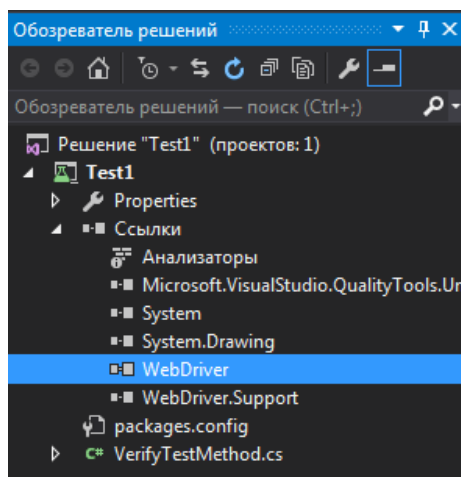 Обозреватель решений
Обозреватель решений — поиск (Ctrl+;)
Решение "Test1" (проектов: 1)
Test1
Properties
Ссылки
Анализаторы
Microsoft.VisualStudio.QualityTools.Un
System
System.Drawing
WebDriver
WebDriver.Support
packages.config
C# VerifyTestMethod.cs